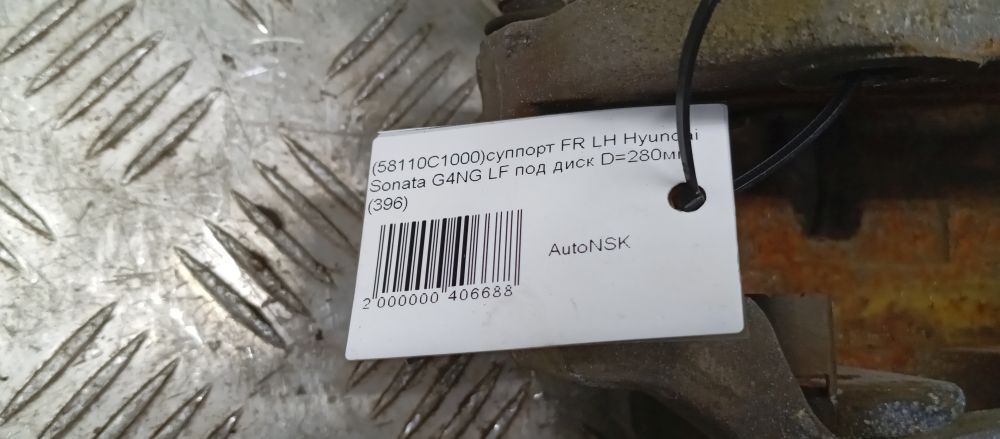 (58110C1000)суппорт FR LH Hyundai
Sonata G4NG LF под диск D=280мм
(396)
AutoNSK
2 000000 406688